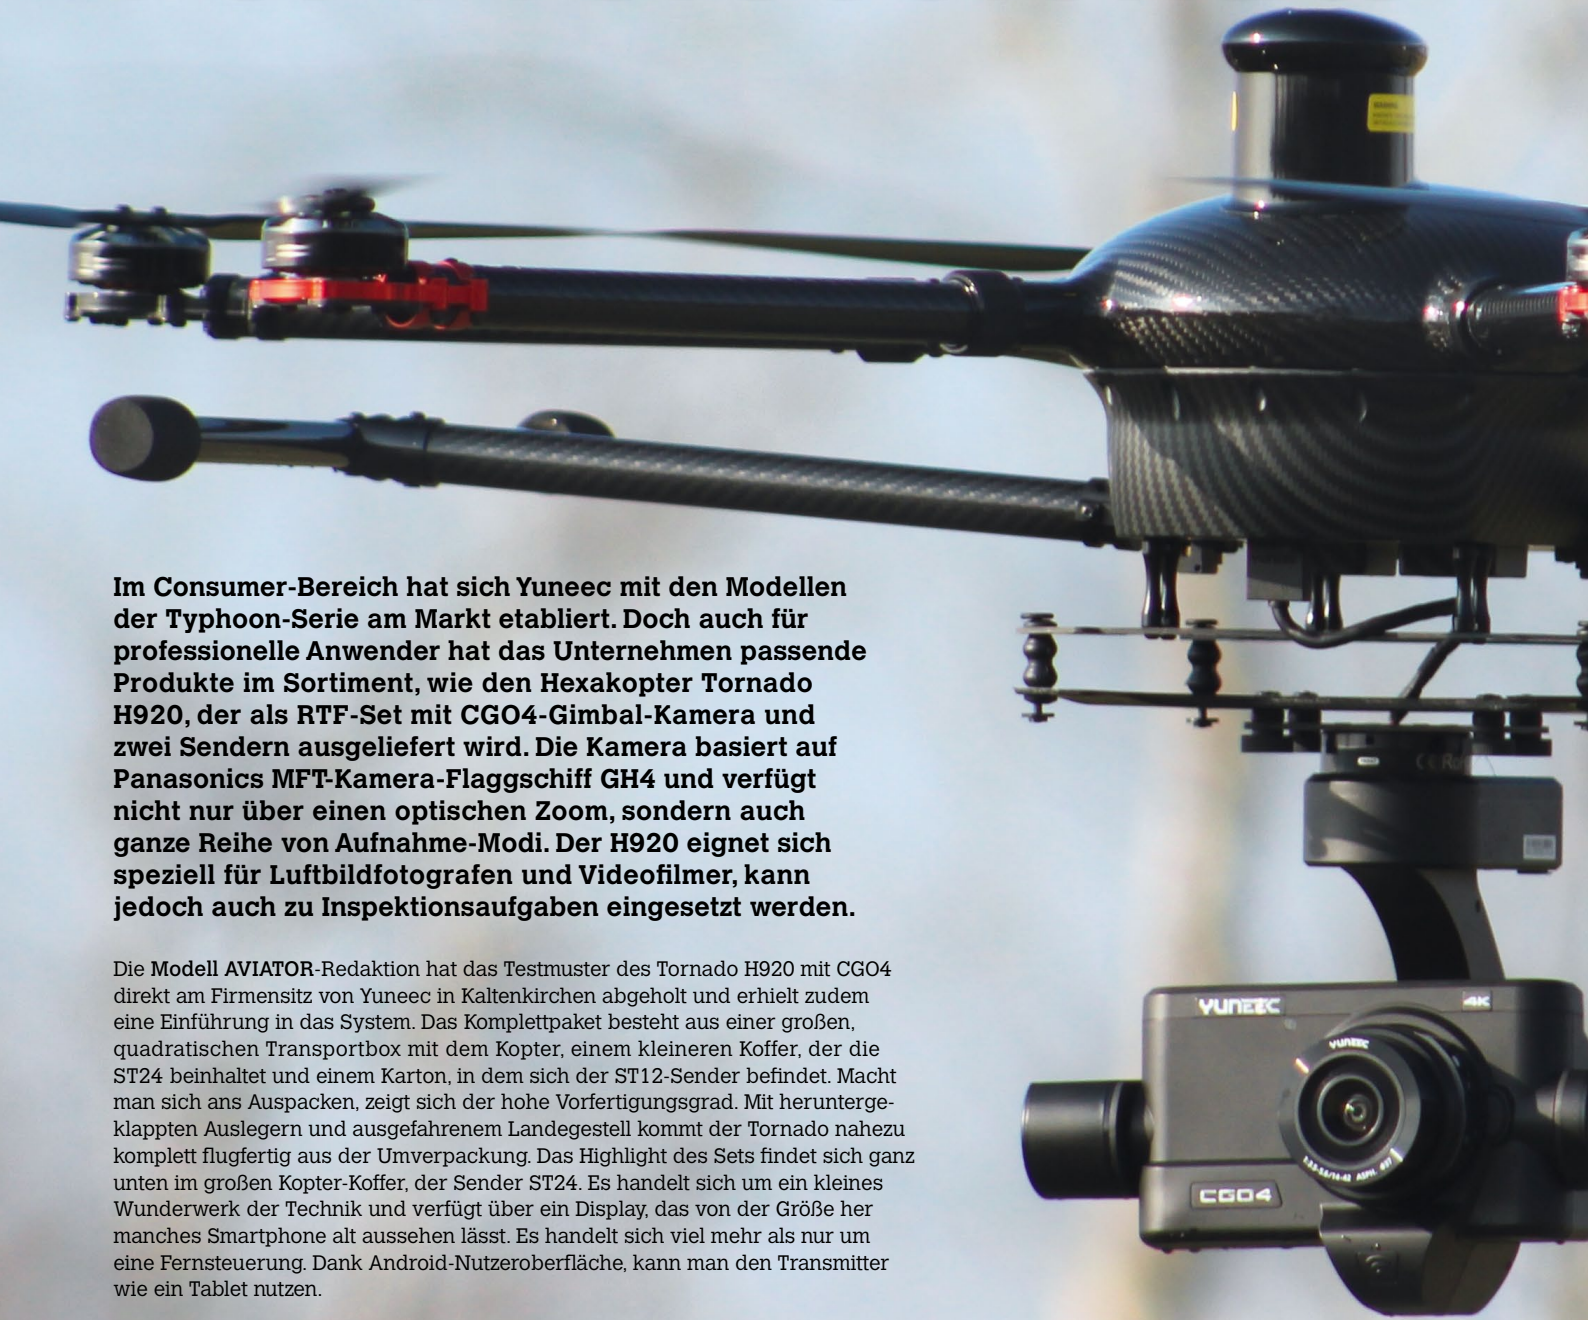 WARNING
Im Consumer-Bereich hat sich Yuneec mit den Modellen
der Typhoon-Serie am Markt etabliert. Doch auch für
professionelle Anwender hat das Unternehmen passende
Produkte im Sortiment, wie den Hexakopter Tornado
H920, der als RTF-Set mit CGO4-Gimbal-Kamera und
zwei Sendern ausgeliefert wird. Die Kamera basiert auf
Panasonics MFT-Kamera-Flaggschiff GH4 und verfügt
nicht nur über einen optischen Zoom, sondern auch
ganze Reihe von Aufnahme-Modi. Der H920 eignet sich
speziell für Luftbildfotografen und Videofilmer, kann
jedoch auch zu Inspektionsaufgaben eingesetzt werden.
Die Modell AVIATOR-Redaktion hat das Testmuster des Tornado H920 mit CGO4
direkt am Firmensitz von Yuneec in Kaltenkirchen abgeholt und erhielt zudem
eine Einführung in das System. Das Komplettpaket besteht aus einer großen,
quadratischen Transportbox mit dem Kopter, einem kleineren Koffer, der die
ST24 beinhaltet und einem Karton, in dem sich der ST12-Sender befindet. Macht
man sich ans Auspacken, zeigt sich der hohe Vorfertigungsgrad. Mit herunterge-
klappten Auslegern und ausgefahrenem Landegestell kommt der Tornado nahezu
komplett flugfertig aus der Umverpackung. Das Highlight des Sets findet sich ganz
unten im großen Kopter-Koffer, der Sender ST24. Es handelt sich um ein kleines
Wunderwerk der Technik und verfügt über ein Display, das von der Größe her
manches Smartphone alt aussehen lässt. Es handelt sich viel mehr als nur um
eine Fernsteuerung. Dank Android-Nutzeroberfläche, kann man den Transmitter
wie ein Tablet nutzen.
YUNEEC
4K
YUNEEC
1:3.5-5.6/14-42 ASPH. ø37
CGO4